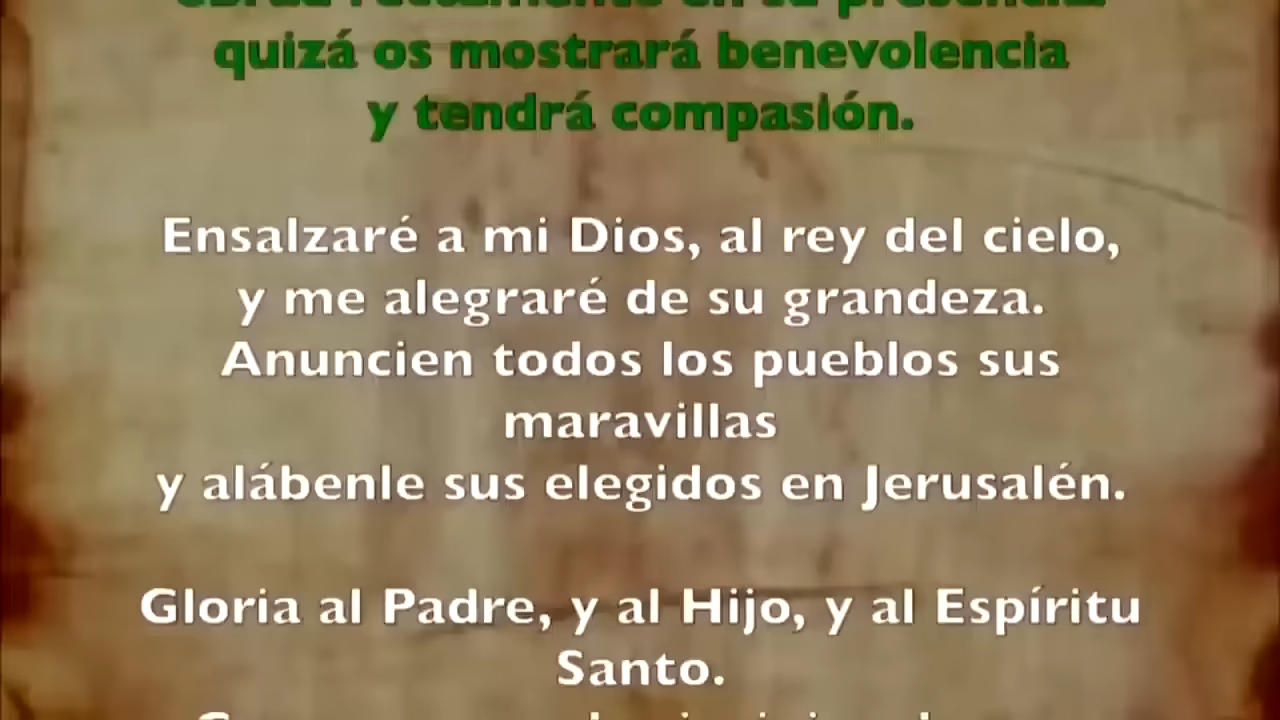 quizá os mostrará benevolencia
y tendrá compasión.
Ensalzaré a mi Dios, al rey del cielo,
y me alegraré de su grandeza.
Anuncien todos los pueblos sus
maravillas
y alábenle sus elegidos en Jerusalén.
Gloria al Padre, y al Hijo, y al Espíritu
Santo.